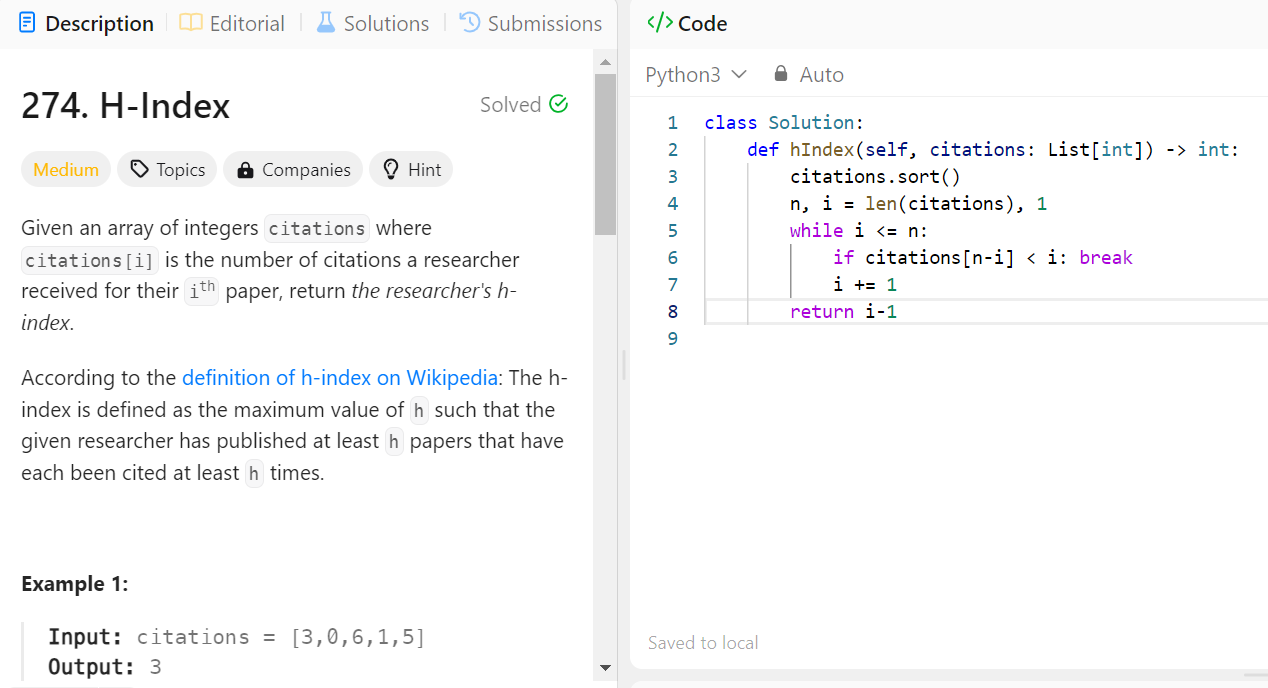 Description
Editorial
Solutions
Submissions
274. H-Index
Solved
Medium
Topics
Companies
Hint
Given an array of integers citations where
citations[i] is the number of citations a researcher
received for their iᵗʰ paper, return the researcher's h-
index.
According to the definition of h-index on Wikipedia: The h-
index is defined as the maximum value of h such that the
given researcher has published at least h papers that have
each been cited at least h times.
Example 1:
Input: citations = [3,0,6,1,5]
Output: 3
</> Code
Python3
Auto
1 class Solution:
2     def hIndex(self, citations: List[int]) -> int:
3         citations.sort()
4         n, i = len(citations), 1
5         while i <= n:
6             if citations[n-i] < i: break
7             i += 1
8         return i-1
9
Saved to local